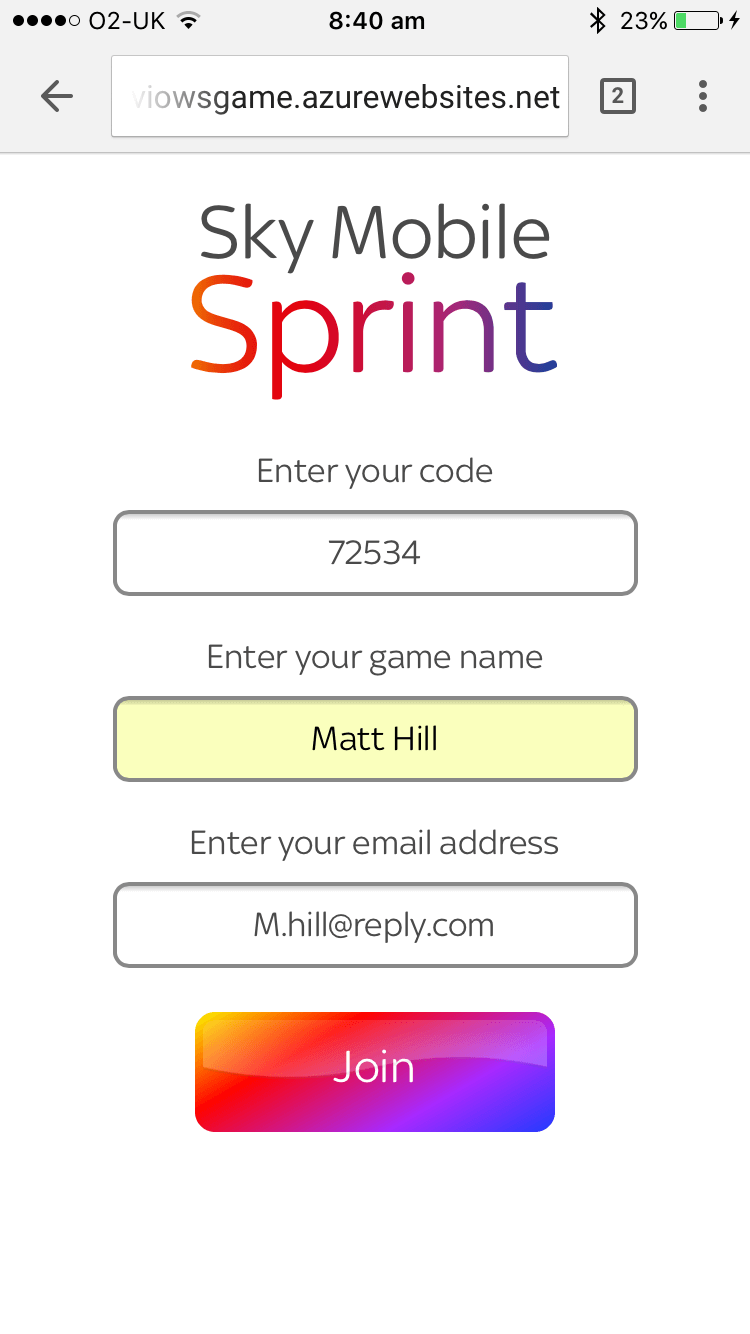 O2-UK 8:40 am 23%
viowsgame.azurewebsites.net 2
Sky Mobile
Sprint
Enter your code
72534
Enter your game name
Matt Hill
Enter your email address
M.hill@reply.com
Join